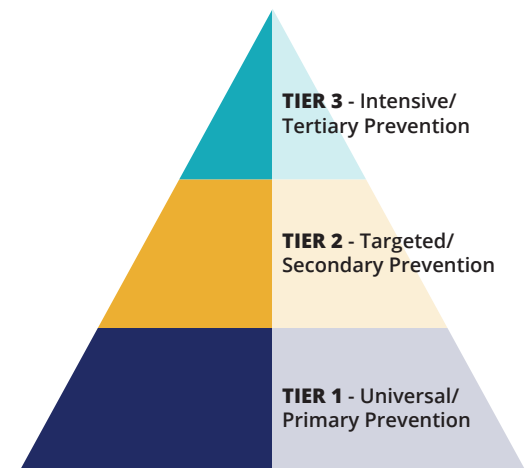 TIER 3 - Intensive/
Tertiary Prevention
TIER 2 - Targeted/
Secondary Prevention
TIER 1 - Universal/
Primary Prevention